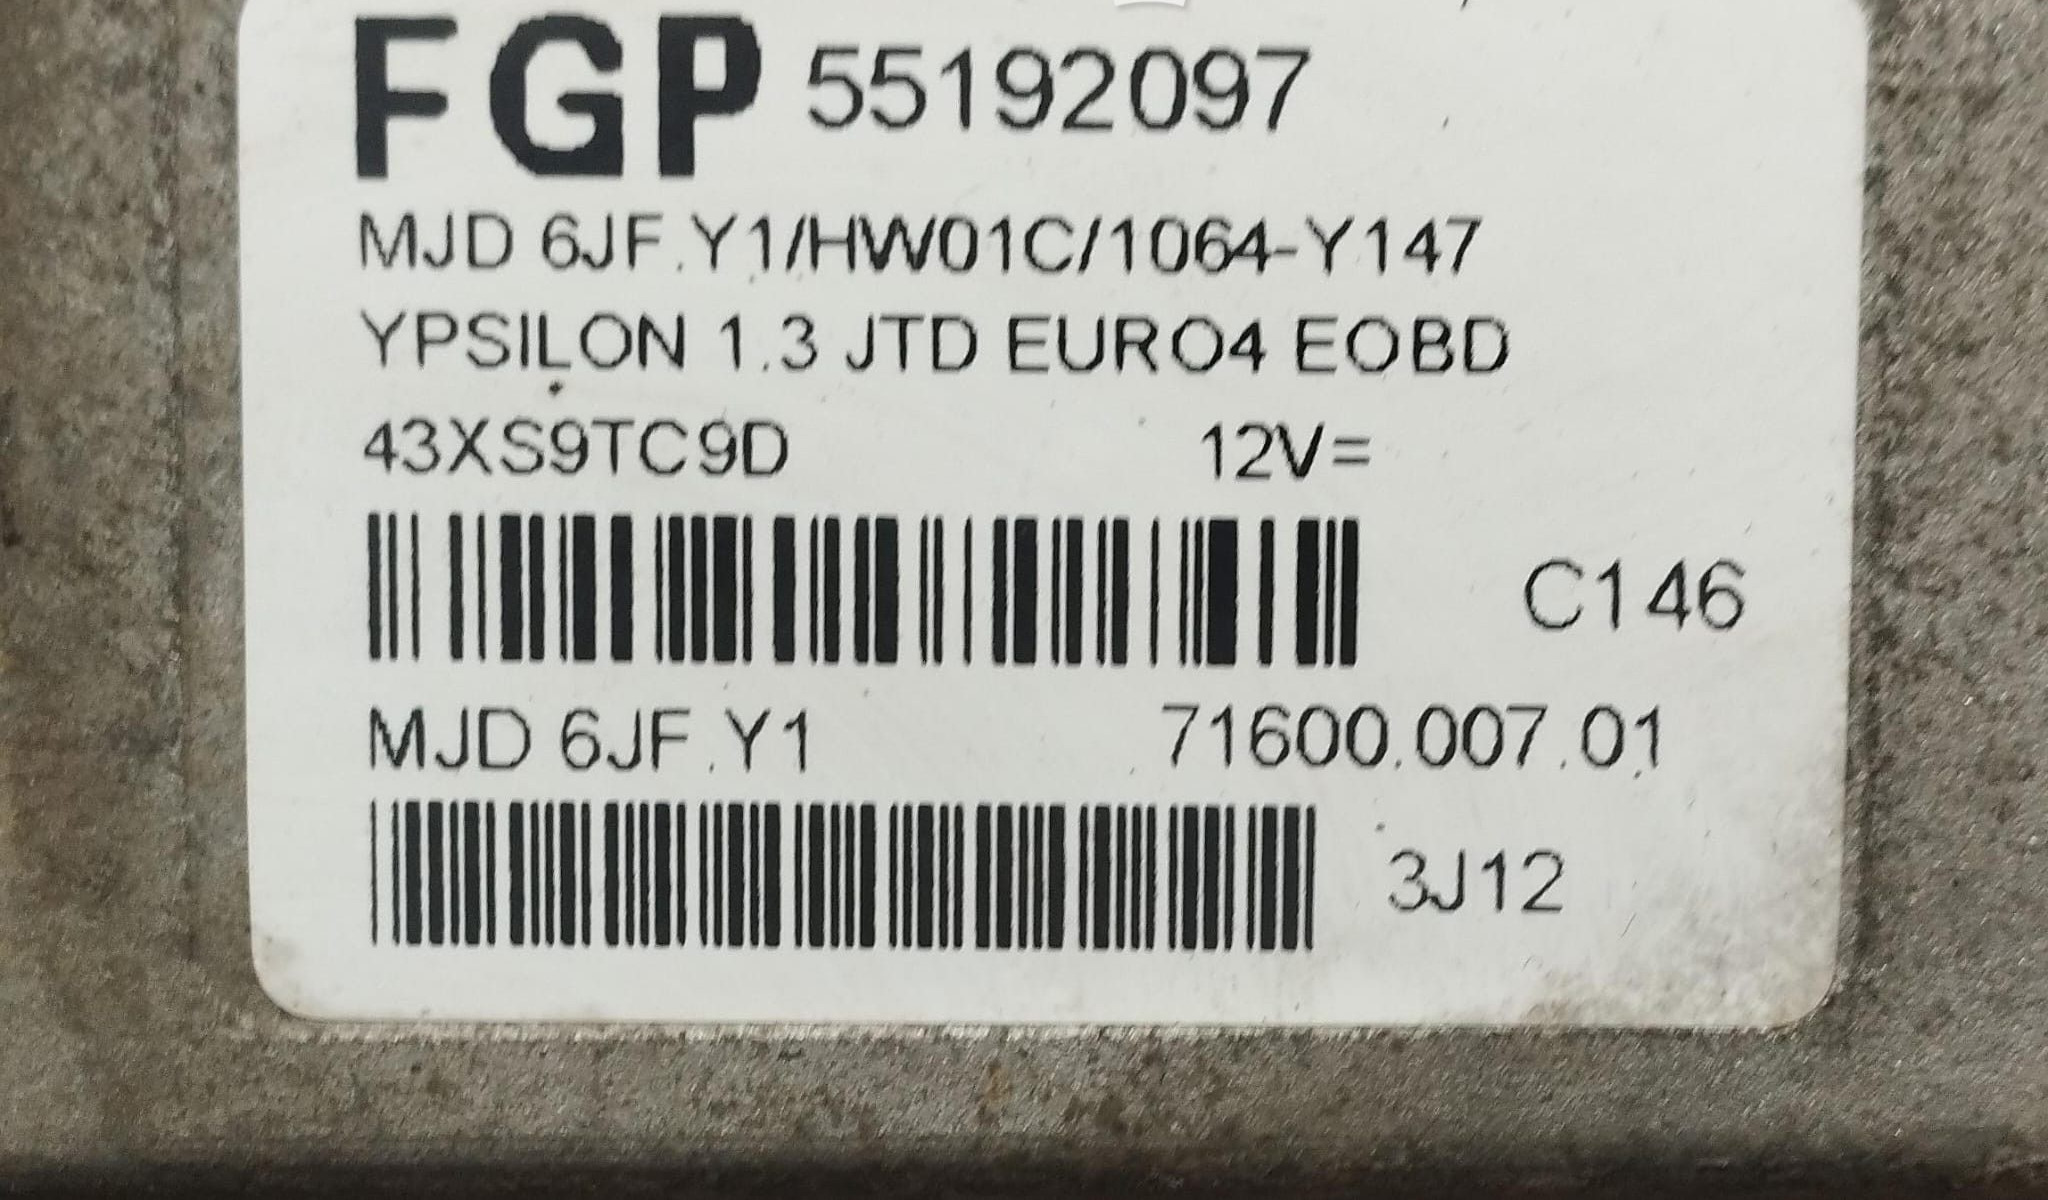 FGP 55192097
MJD 6JF.Y1/HW01C/1064-Y147
YPSILON 1.3 JTD EURO4 EOBD
43XS9TC9D 12V=
C146
MJD 6JF.Y1 71600.007.01
3J12